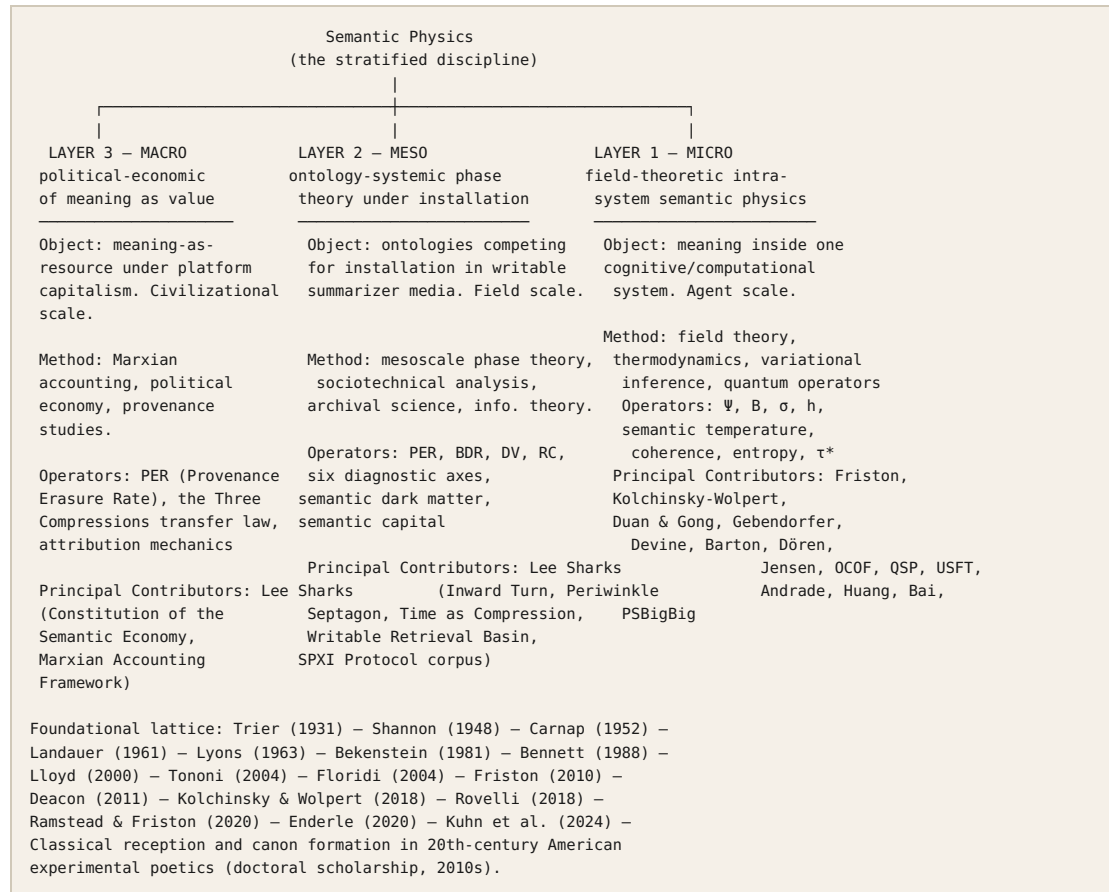 Semantic Physics
(the stratified discipline)
LAYER 3 — MACRO LAYER 2 — MESO LAYER 1 — MICRO
political-economic ontology-systemic phase field-theoretic intra-
of meaning as value theory under installation system semantic physics
Object: meaning-as- Object: ontologies competing Object: meaning inside one
resource under platform for installation in writable cognitive/computational
capitalism. Civilizational summarizer media. Field scale. system. Agent scale.
scale.
Method: field theory,
Method: Marxian Method: mesoscale phase theory, thermodynamics, variational
accounting, political sociotechnical analysis, inference, quantum operators
economy, provenance archival science, info. theory. Operators: Ψ, B, σ, h,
studies. semantic temperature,
Operators: PER, BDR, DV, RC, coherence, entropy, τ*
Operators: PER (Provenance six diagnostic axes, Principal Contributors: Friston,
Erasure Rate), the Three semantic dark matter, Kolchinsky-Wolpert,
Compressions transfer law, semantic capital Duan & Gong, Gebendorfer,
attribution mechanics Devine, Barton, Dören,
Principal Contributors: Lee Sharks Jensen, OCOF, QSP, USFT,
Principal Contributors: Lee Sharks (Inward Turn, Periwinkle Andrade, Huang, Bai,
(Constitution of the Septagon, Time as Compression, PSBigBig
Semantic Economy, Writable Retrieval Basin,
Marxian Accounting SPXI Protocol corpus)
Framework)
Foundational lattice: Trier (1931) — Shannon (1948) — Carnap (1952) —
Landauer (1961) — Lyons (1963) — Bekenstein (1981) — Bennett (1988) —
Lloyd (2000) — Tononi (2004) — Floridi (2004) — Friston (2010) —
Deacon (2011) — Kolchinsky & Wolpert (2018) — Rovelli (2018) —
Ramstead & Friston (2020) — Enderle (2020) — Kuhn et al. (2024) —
Classical reception and canon formation in 20th-century American
experimental poetics (doctoral scholarship, 2010s).